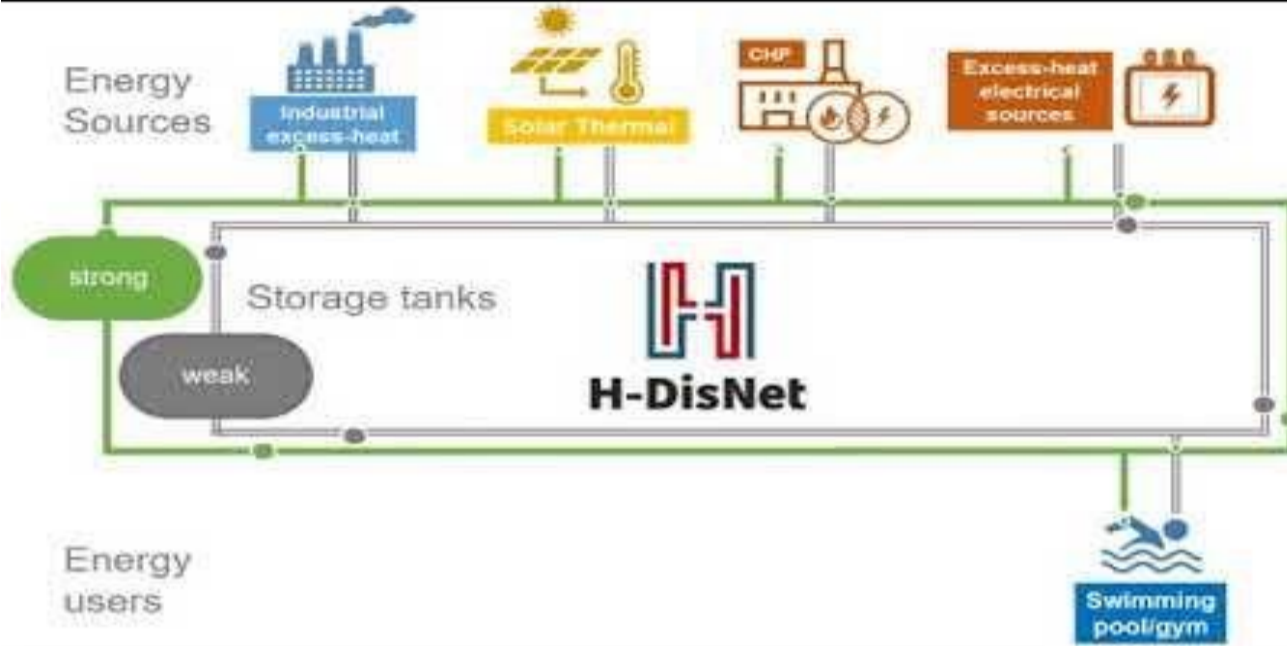 Energy
Sources
Industrial
excess-heat
Solar Thermal
CHP
Excess-heat
electrical
sources
strong
Storage tanks
weak
H-DisNet
Energy
users
Swimming
pool/gym